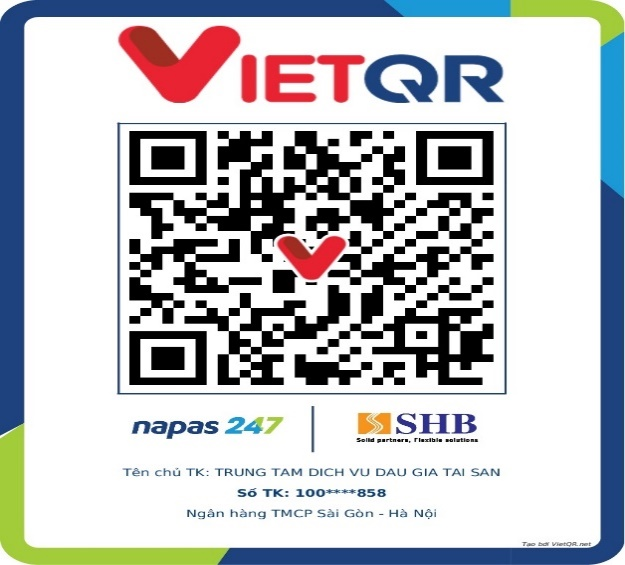 VIETQR
napas 247
SHB
Solid partners, Flexible solutions
Tên chủ TK: TRUNG TAM DICH VU DAU GIA TAI SAN
Số TK: 100****858
Ngân hàng TMCP Sài Gòn - Hà Nội
Tạo bởi VietQR.net